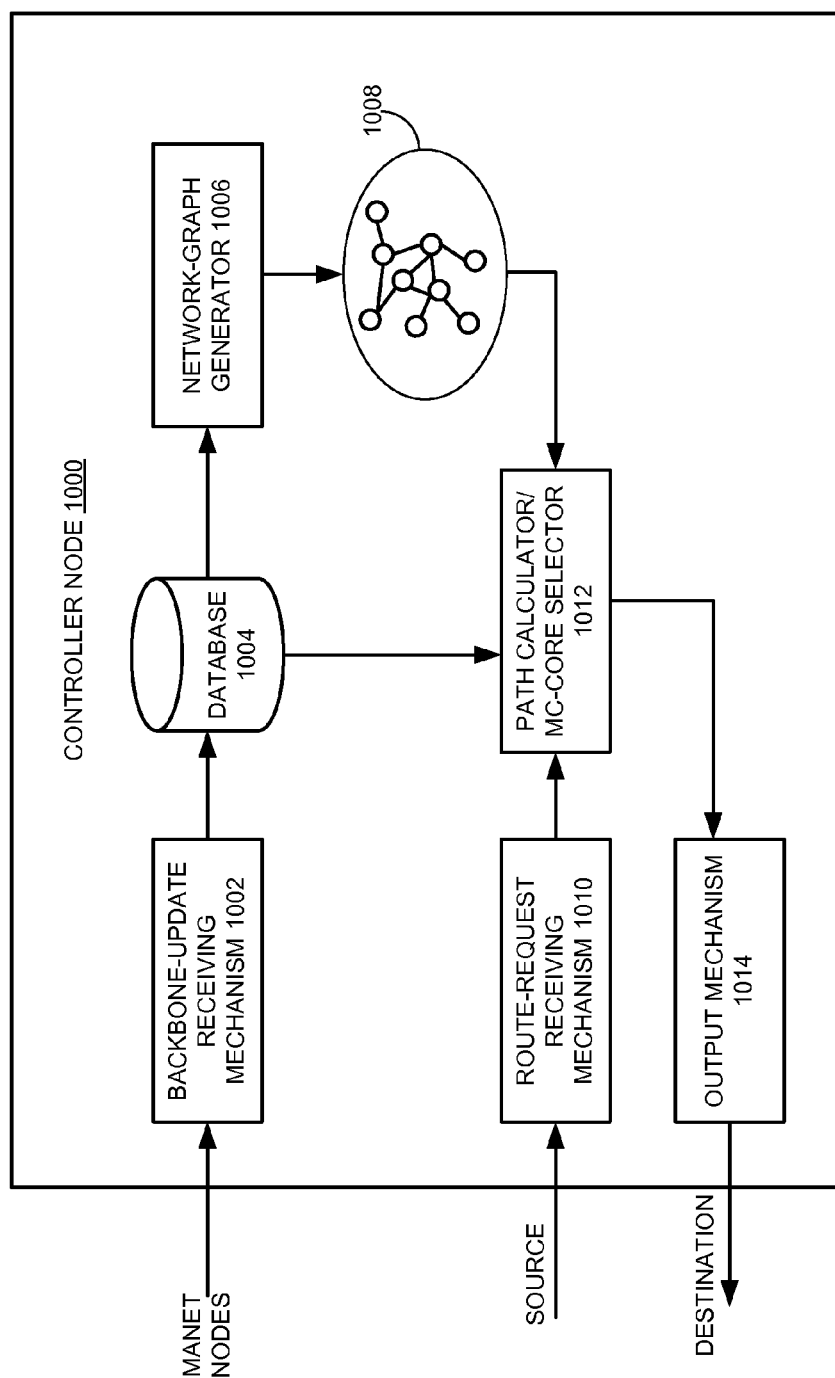 CONTROLLER NODE 1000
MANET
NODES
BACKBONE-UPDATE
RECEIVING
MECHANISM 1002
DATABASE
1004
NETWORK-GRAPH
GENERATOR 1006
1008
SOURCE
ROUTE-REQUEST
RECEIVING
MECHANISM 1010
PATH CALCULATOR/
MC-CORE SELECTOR
1012
DESTINATION
OUTPUT MECHANISM
1014